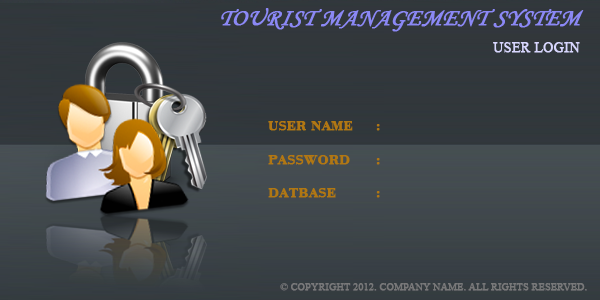 TOURIST MANAGEMENT SYSTEM
USER LOGIN
USER NAME :
PASSWORD :
DATBASE :
© COPYRIGHT 2012. COMPANY NAME. ALL RIGHTS RESERVED.